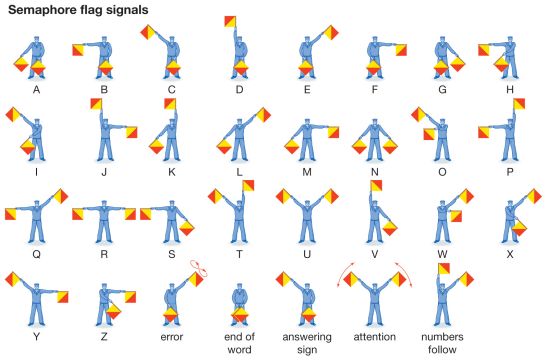 Semaphore flag signals
A B C D E F G H
I J K L M N O P
Q R S T U V W X
Y Z error end of word answering sign attention numbers follow